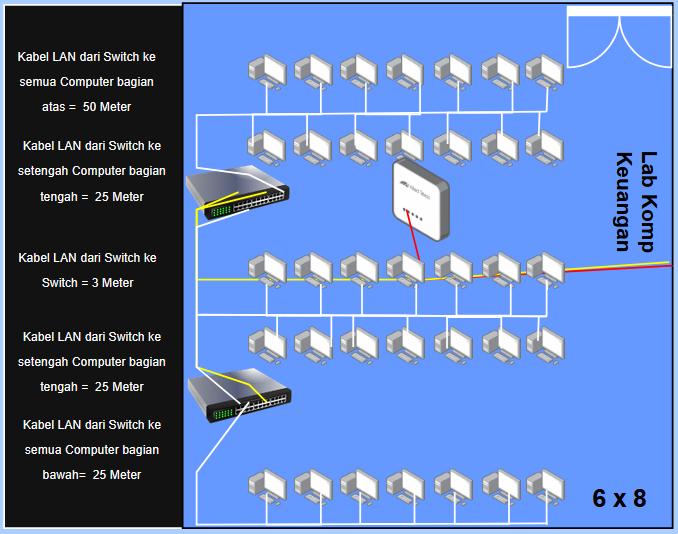 Kabel LAN dari Switch ke
semua Computer bagian
atas = 50 Meter
Kabel LAN dari Switch ke
setengah Computer bagian
tengah = 25 Meter
Kabel LAN dari Switch ke
Switch = 3 Meter
Kabel LAN dari Switch ke
setengah Computer bagian
tengah = 25 Meter
Kabel LAN dari Switch ke
semua Computer bagian
bawah= 25 Meter
Lab Komp
Keuangan
6 x 8